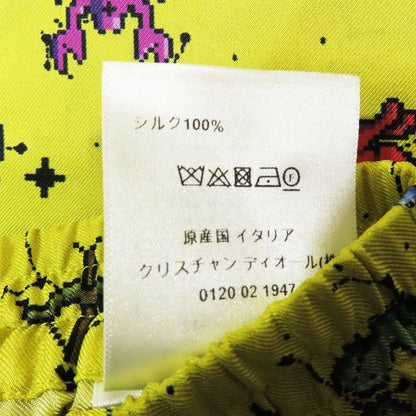 シルク100%
F
原産国 イタリア
クリスチャン ディオール(株
0120 02 1947